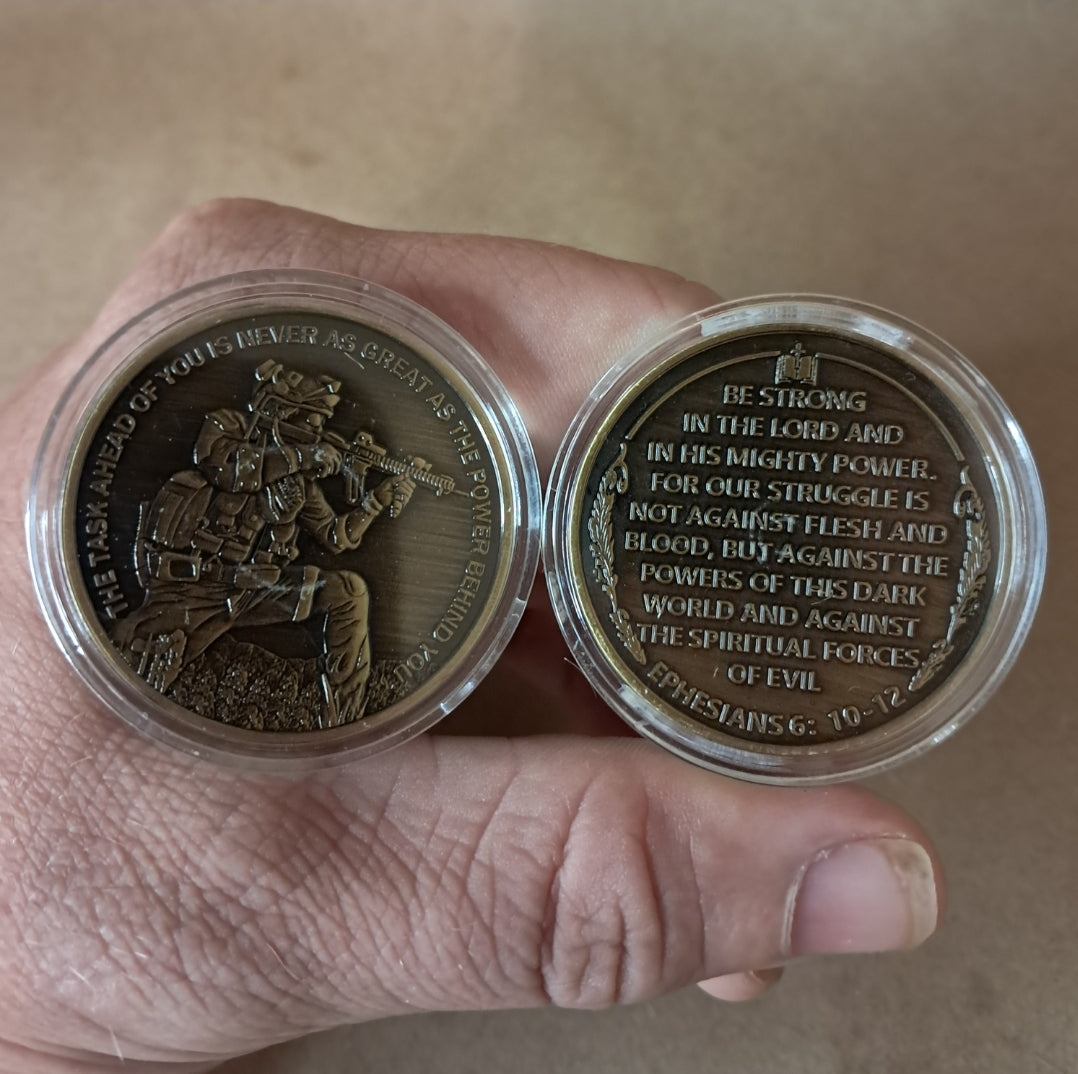 THE TASK AHEAD OF YOU IS NEVER AS GREAT AS THE POWER BEHIND YOU
BE STRONG
IN THE LORD AND
IN HIS MIGHTY POWER.
FOR OUR STRUGGLE IS
NOT AGAINST FLESH AND
BLOOD, BUT AGAINST THE
POWERS OF THIS DARK
WORLD AND AGAINST
THE SPIRITUAL FORCES
OF EVIL
EPHESIANS 6: 10-12